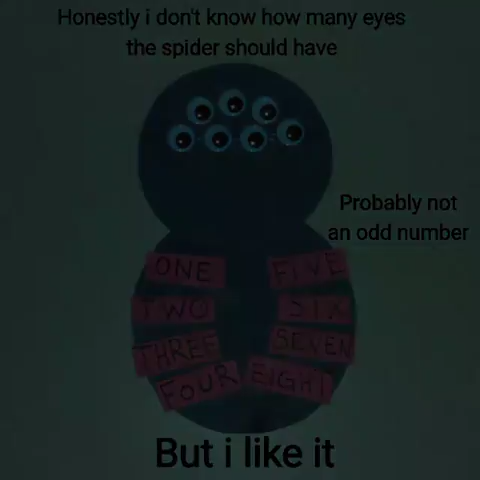 Honestly i don't know how many eyes
the spider should have
Probably not
an odd number
ONE
FIVE
TWO
SIX
THREE
SEVEN
FOUR
EIGHT
But i like it